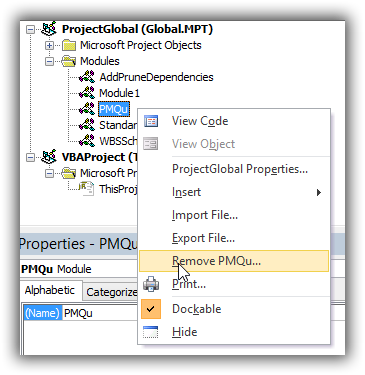 ProjectGlobal (Global.MPT)
Microsoft Project Objects
Modules
AddPruneDependencies
Module1
PMQu
Standar
WBSSch
VBAProject (T
Microsoft Pr
ThisProj
View Code
View Object
ProjectGlobal Properties...
Insert
Import File...
Export File...
Remove PMQu...
Print...
Dockable
Hide
Properties - PMQu
PMQu Module
Alphabetic Categorize
(Name) PMQu